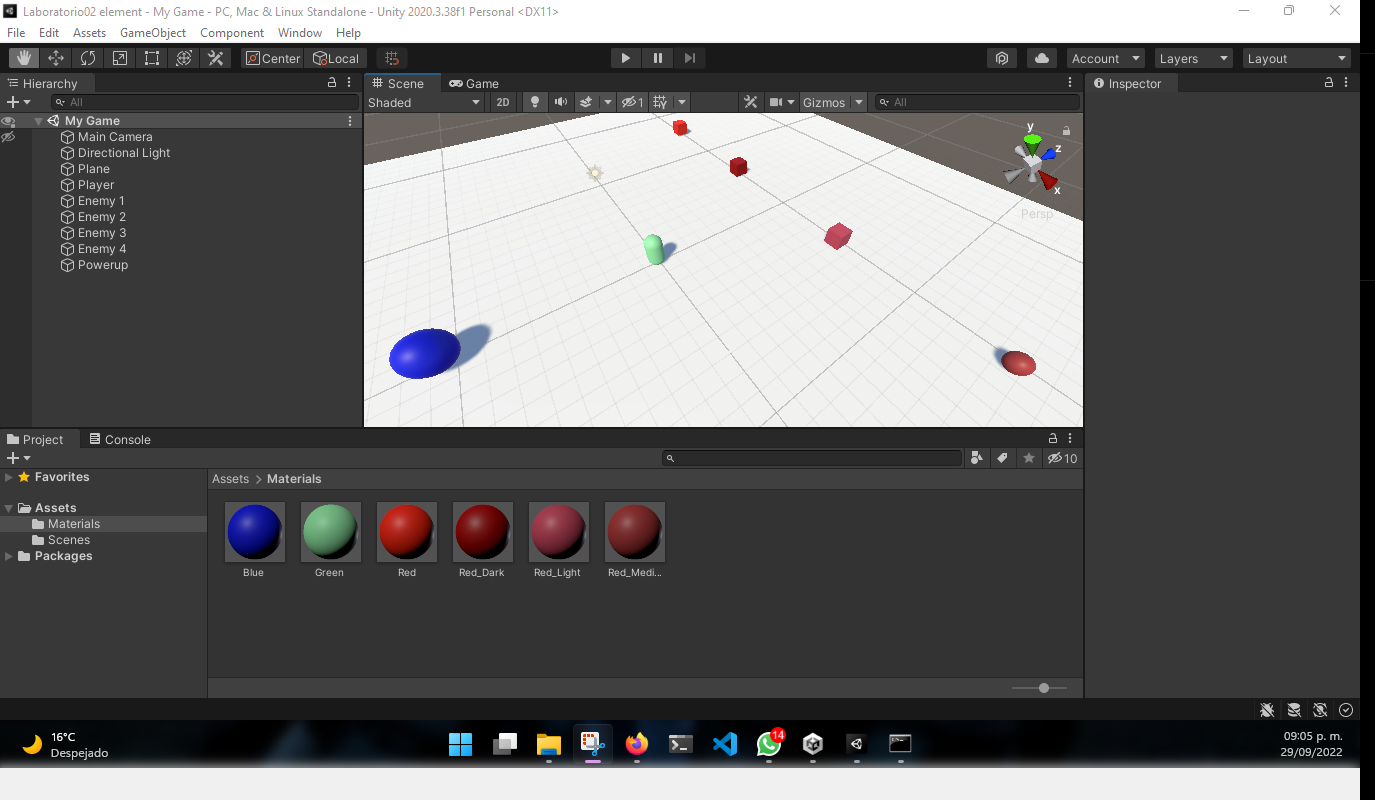 Laboratorio02 element - My Game - PC, Mac & Linux Standalone - Unity 2020.3.38f1 Personal <DX11>
File Edit Assets GameObject Component Window Help
Center Local Account Layers Layout
Hierarchy
All
My Game
Main Camera
Directional Light
Plane
Player
Enemy 1
Enemy 2
Enemy 3
Enemy 4
Powerup
Scene Game
Shaded 2D 1 Gizmos All
y
z
x
Persp
Inspector
Project Console
10
Favorites
Assets
Materials
Scenes
Packages
Assets > Materials
Blue Green Red Red_Dark Red_Light Red_Medi...
16°C
Despejado
14
09:05 p. m.
29/09/2022